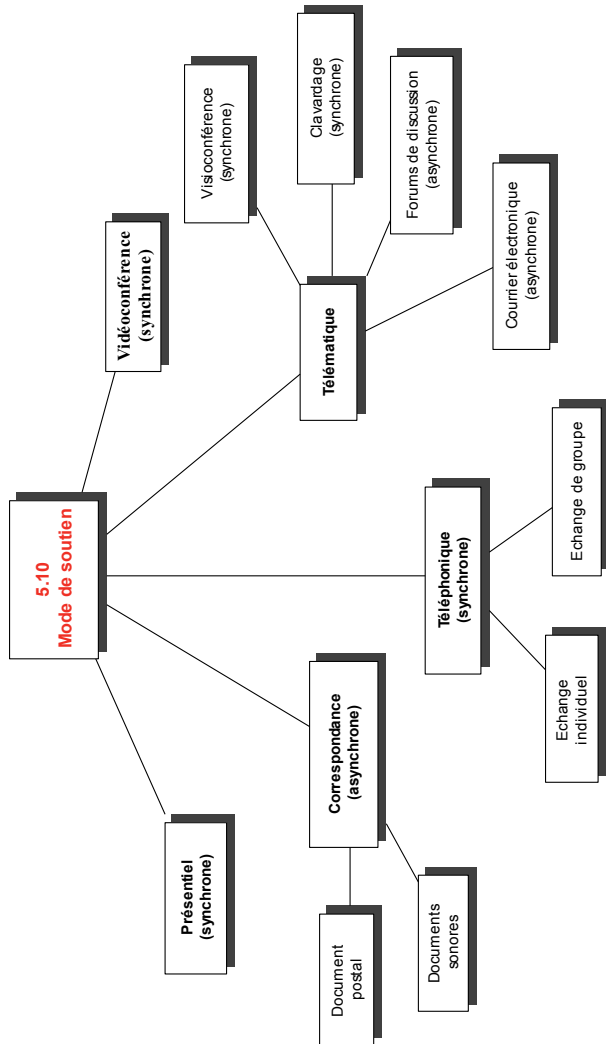 5.10
Mode de soutien
Présentiel
(synchrone)
Correspondance
(asynchrone)
Document
postal
Documents
sonores
Téléphonique
(synchrone)
Echange
individuel
Echange de groupe
Télématique
Visioconférence
(synchrone)
Clavardage
(synchrone)
Forums de discussion
(asynchrone)
Courrier électronique
(asynchrone)
Vidéoconférence
(synchrone)